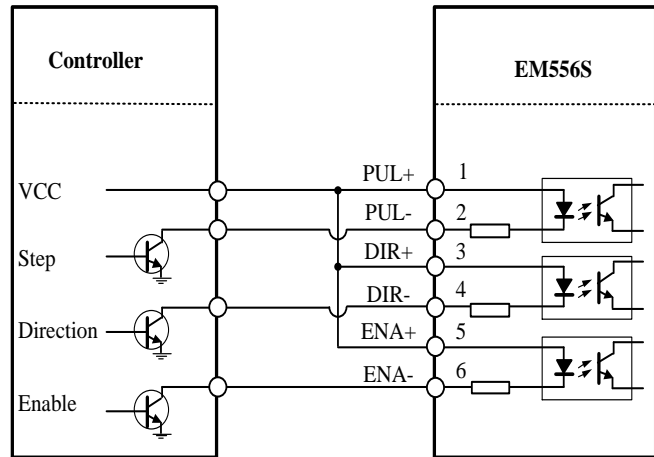 Controller
EM556S
VCC
Step
Direction
Enable
PUL+ 1
PUL- 2
DIR+ 3
DIR- 4
ENA+ 5
ENA- 6